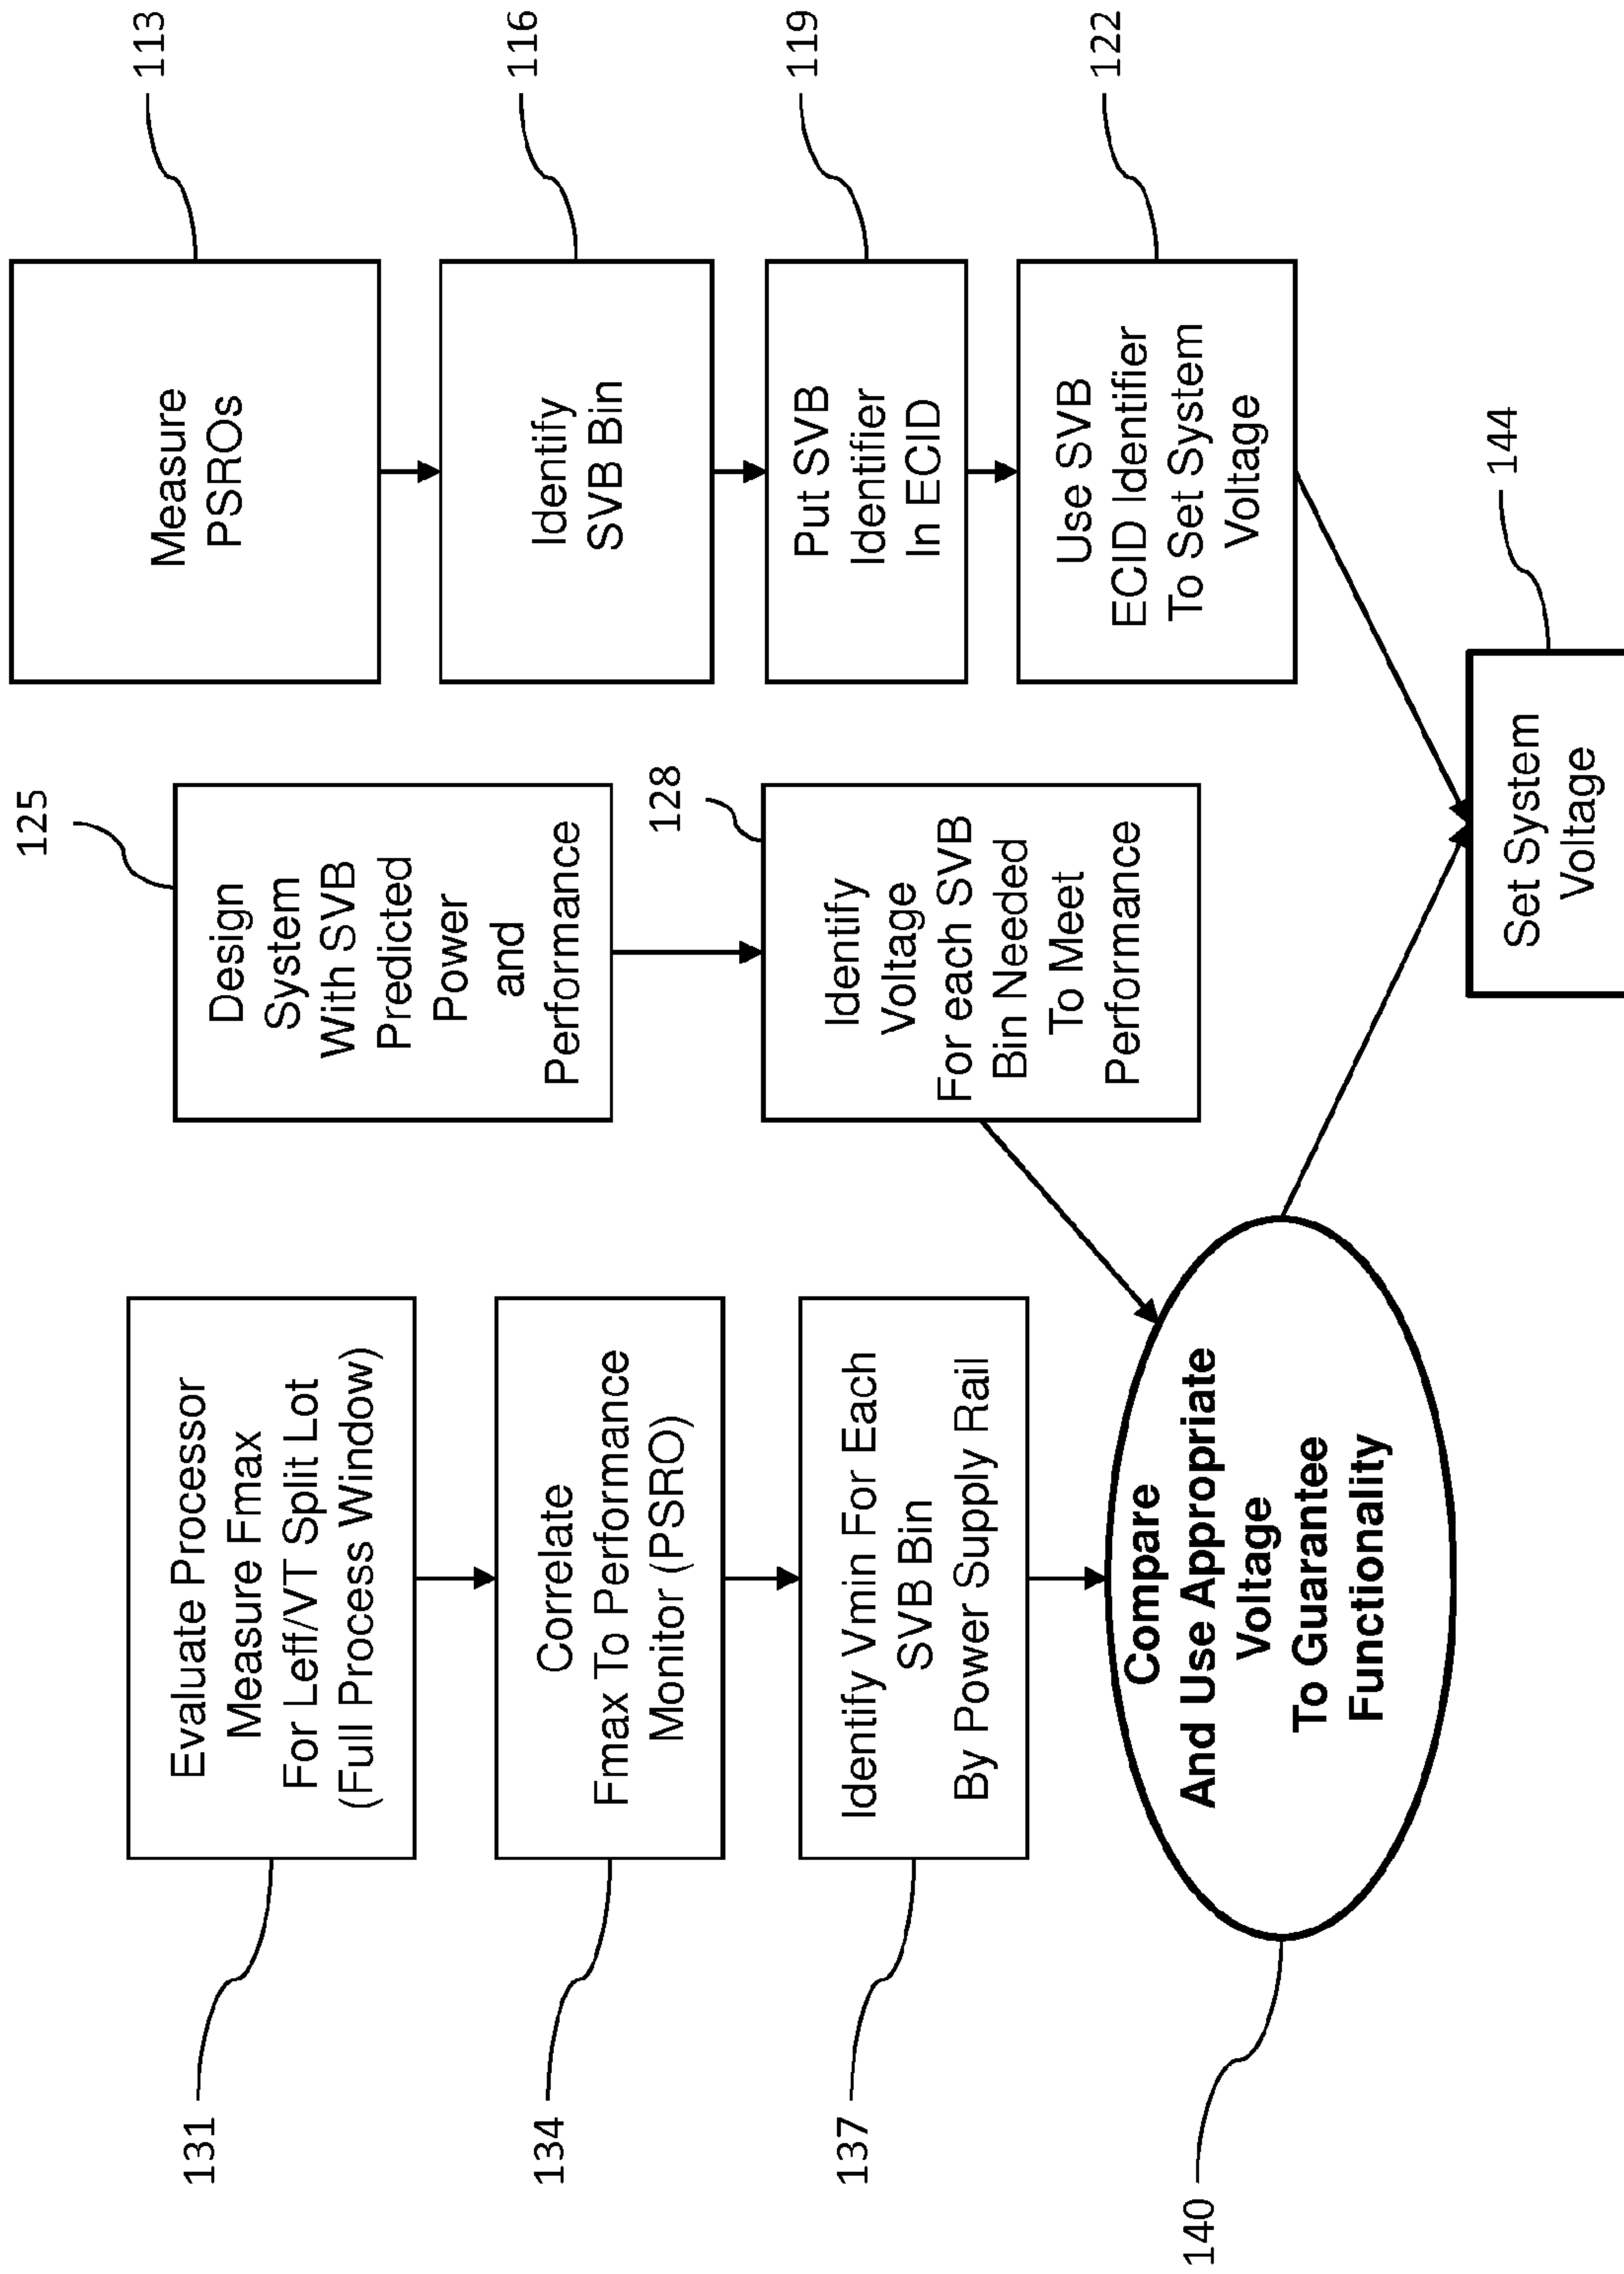 131
Evaluate Processor
Measure Fmax
For Leff/VT Split Lot
(Full Process Window)
134
Correlate
Fmax To Performance
Monitor (PSRO)
137
Identify Vmin For Each
SVB Bin
By Power Supply Rail
140
Compare
And Use Appropriate
Voltage
To Guarantee
Functionality
125
Design
System
With SVB
Predicted
Power
and
Performance
128
Identify
Voltage
For each SVB
Bin Needed
To Meet
Performance
113
Measure
PSROs
116
Identify
SVB Bin
119
Put SVB
Identifier
In ECID
122
Use SVB
ECID Identifier
To Set System
Voltage
144
Set System
Voltage